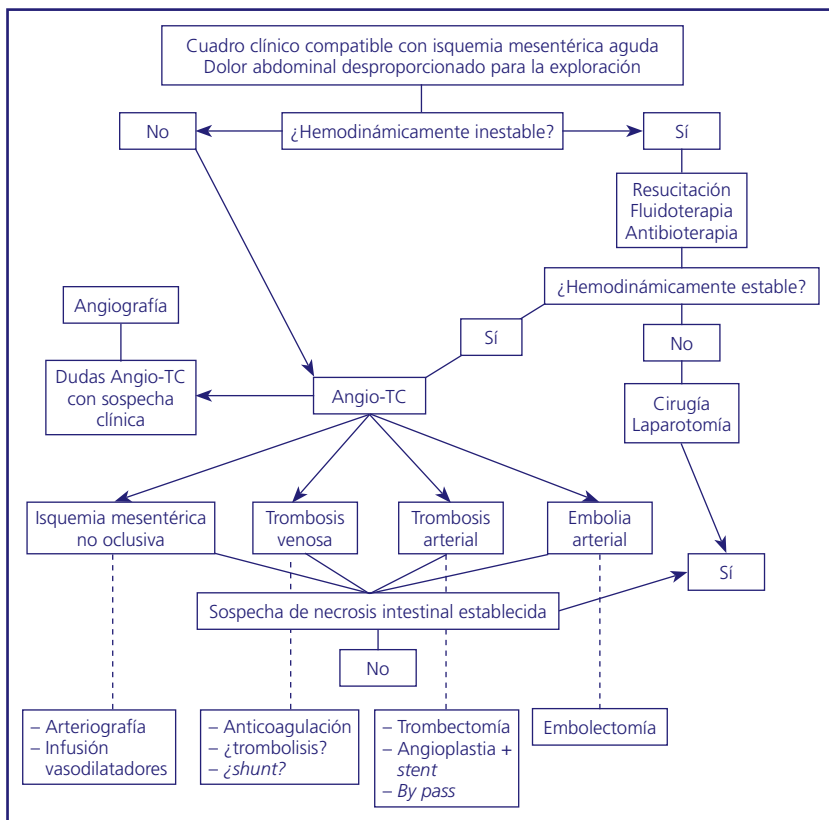 Cuadro clínico compatible con isquemia mesentérica aguda
Dolor abdominal desproporcionado para la exploración
No
¿Hemodinámicamente inestable?
Sí
Resucitación
Fluidoterapia
Antibioterapia
¿Hemodinámicamente estable?
Angiografía
Sí
No
Dudas Angio-TC
con sospecha
clínica
Angio-TC
Cirugía
Laparotomía
Isquemia mesentérica
no oclusiva
Trombosis
venosa
Trombosis
arterial
Embolia
arterial
Sí
Sospecha de necrosis intestinal establecida
No
– Arteriografía
– Infusión
vasodilatadores
– Anticoagulación
– ¿trombolisis?
– ¿shunt?
– Trombectomía
– Angioplastia +
stent
– By pass
Embolectomía